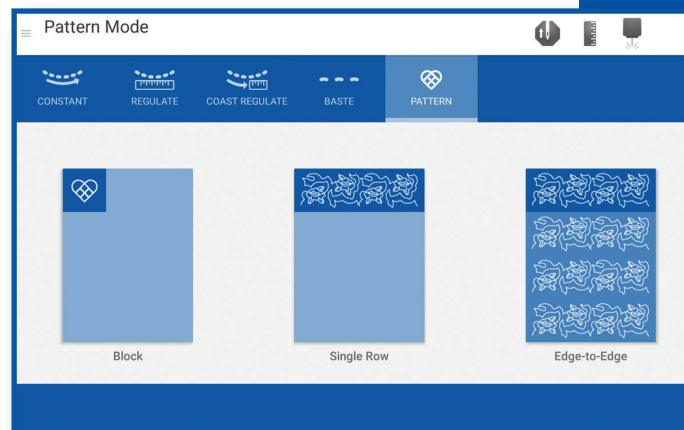 Pattern Mode
CONSTANT
REGULATE
COAST REGULATE
BASTE
PATTERN
Block
Single Row
Edge-to-Edge